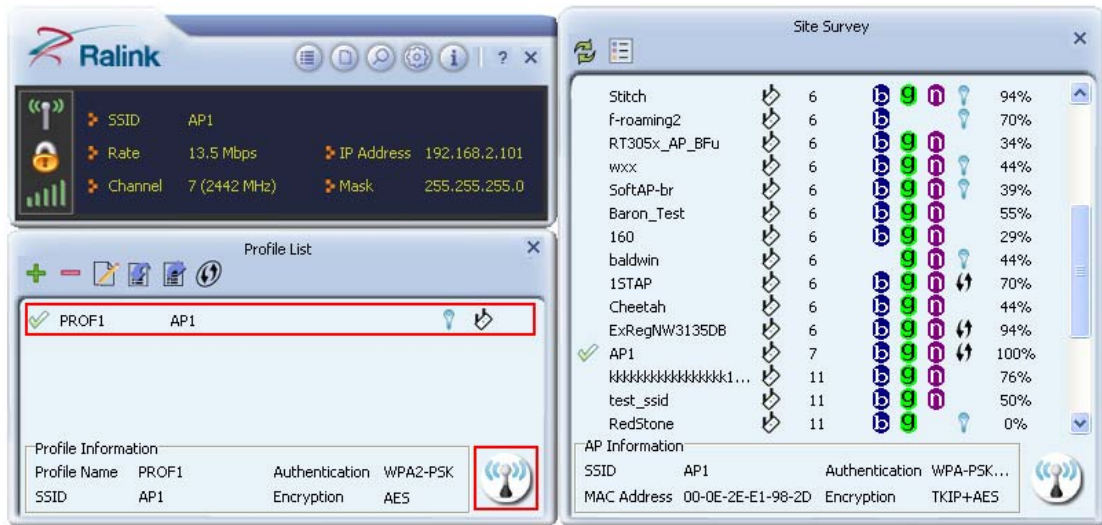 Ralink
? ×
SSID AP1
Rate 13.5 Mbps IP Address 192.168.2.101
Channel 7 (2442 MHz) Mask 255.255.255.0
Profile List ×
PROF1 AP1
Profile Information
Profile Name PROF1 Authentication WPA2-PSK
SSID AP1 Encryption AES
Site Survey ×
Stitch 6 b g n 94%
f-roaming2 6 b 70%
RT305x_AP_BFu 6 b g n 34%
wxx 6 b g n 44%
SoftAP-br 6 b g n 39%
Baron_Test 6 b g n 55%
160 6 b g n 29%
baldwin 6 g n 44%
1STAP 6 b g n 70%
Cheetah 6 b g n 44%
ExRegNW3135DB 6 b g n 94%
AP1 7 b g n 100%
kkkkkkkkkkkkkkkk1... 11 b g n 76%
test_ssid 11 b g n 50%
RedStone 11 b g 0%
AP Information
SSID AP1 Authentication WPA-PSK...
MAC Address 00-0E-2E-E1-98-2D Encryption TKIP+AES